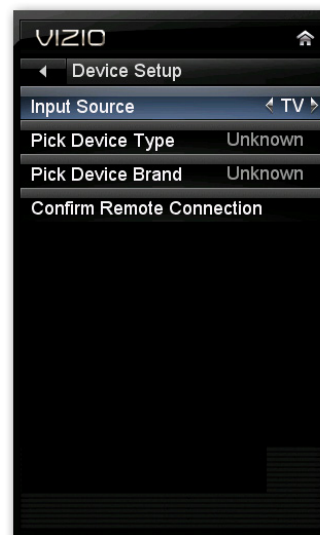 VIZIO
Device Setup
Input Source TV
Pick Device Type Unknown
Pick Device Brand Unknown
Confirm Remote Connection